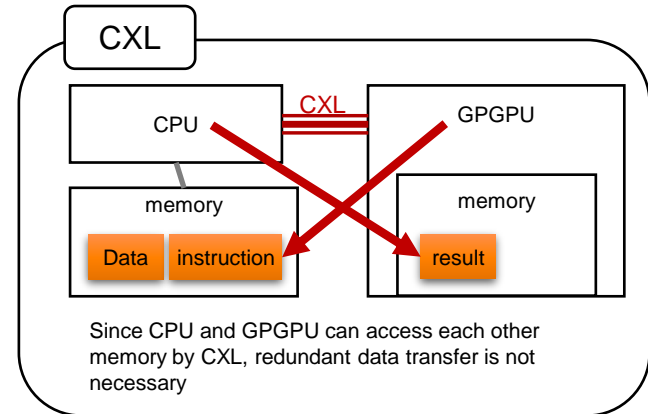 CXL
CXL
CPU
GPGPU
memory
memory
Data
instruction
result
Since CPU and GPGPU can access each other
memory by CXL, redundant data transfer is not
necessary